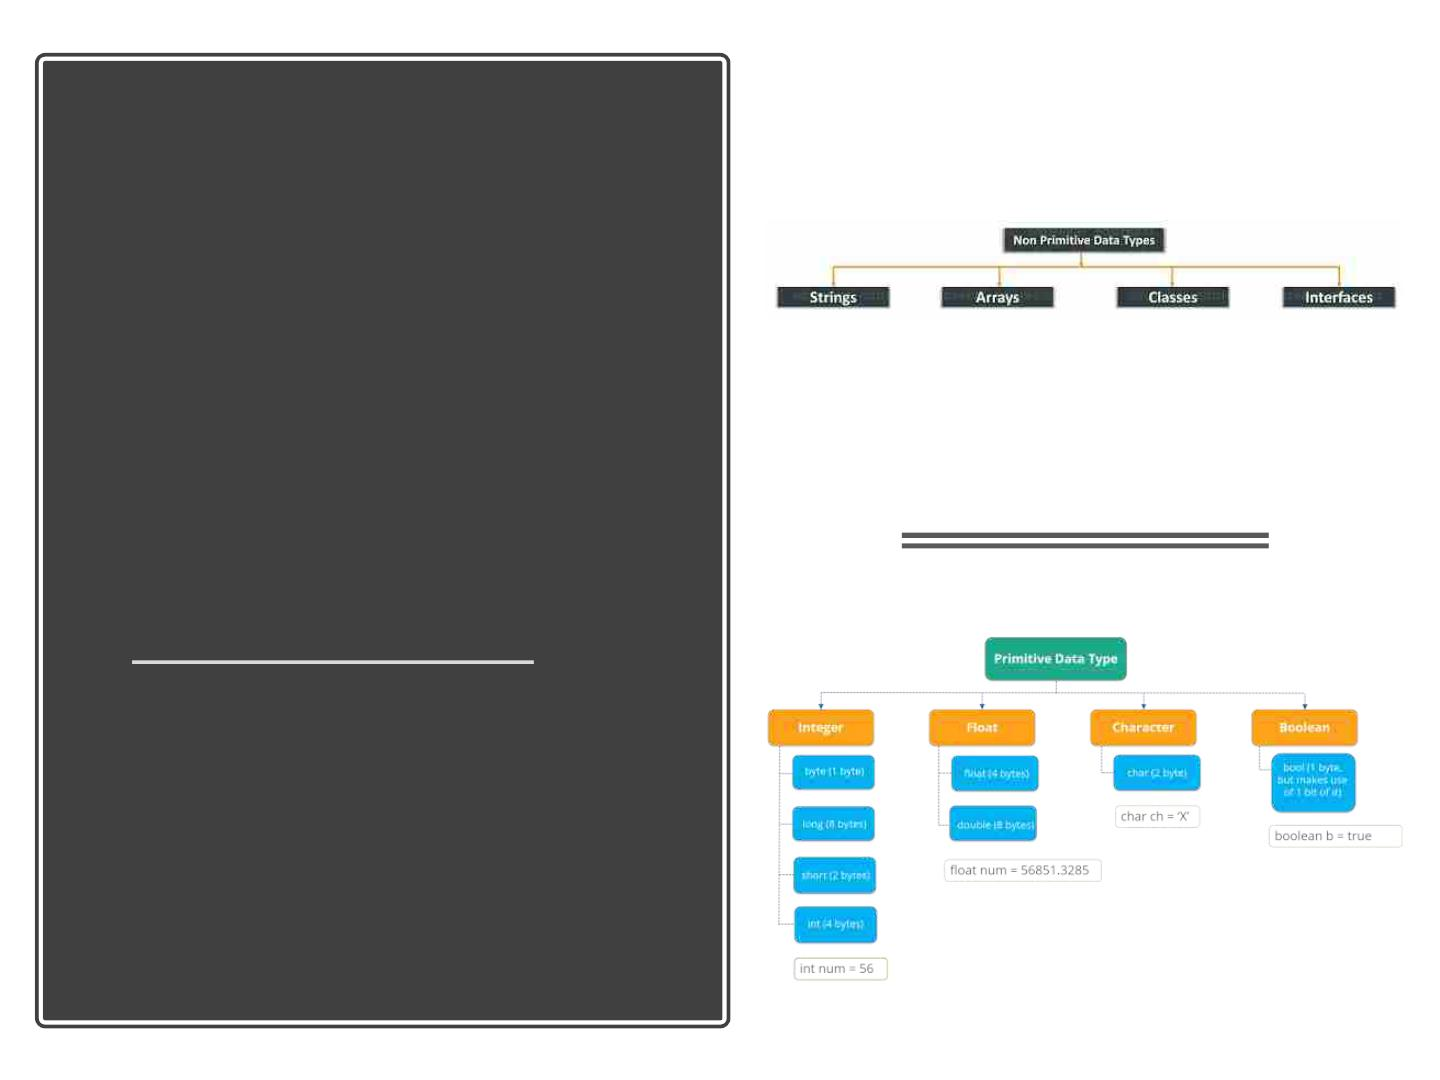 Non Primitive Data Types
Strings
Arrays
Classes
Interfaces
Primitive Data Type
Integer
Float
Character
Boolean
byte (1 byte)
long (8 bytes)
short (2 bytes)
int (4 bytes)
int num = 56
float (4 bytes)
double (8 bytes)
float num = 56851.3285
char (2 byte)
char ch = ‘X’
bool (1 byte,
but makes use
of 1 bit of it)
boolean b = true